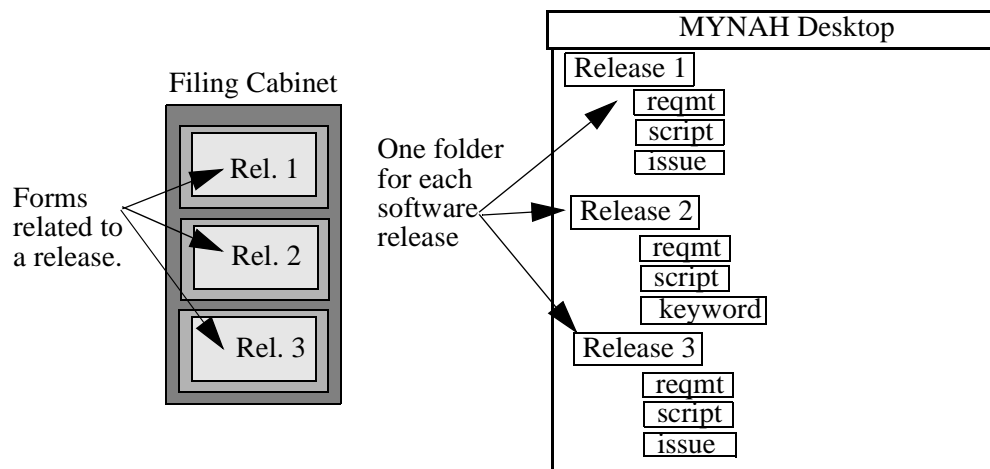 MYNAH Desktop
Filing Cabinet
Rel. 1
Rel. 2
Rel. 3
Forms
related to
a release.
One folder
for each
software
release
Release 1
reqmt
script
issue
Release 2
reqmt
script
keyword
Release 3
reqmt
script
issue